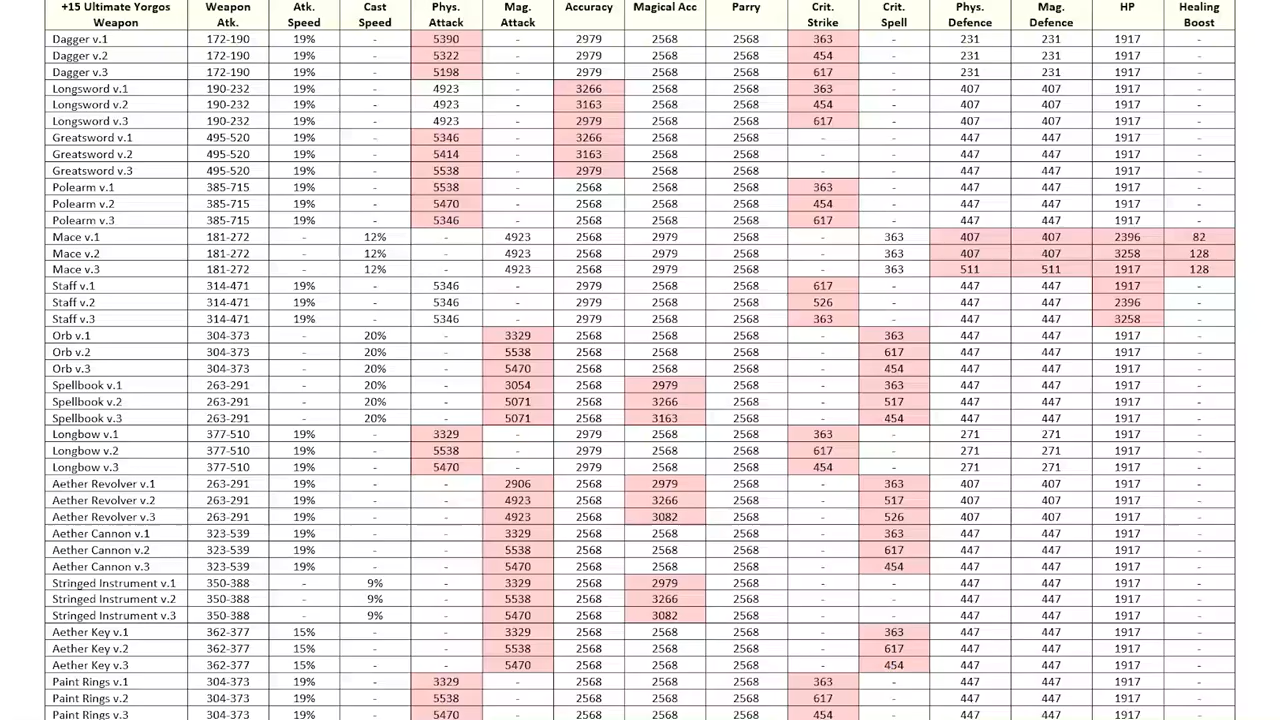 +15 Ultimate Yorgos Weapon Weapon Atk. Atk. Speed Cast Speed Phys. Attack Mag. Attack Accuracy Magical Acc Parry Crit. Strike Crit. Spell Phys. Defence Mag. Defence HP Healing Boost
Dagger v.1 172-190 19% - 5390 - 2979 2568 2568 363 - 231 231 1917 -
Dagger v.2 172-190 19% - 5322 - 2979 2568 2568 454 - 231 231 1917 -
Dagger v.3 172-190 19% - 5198 - 2979 2568 2568 617 - 231 231 1917 -
Longsword v.1 190-232 19% - 4923 - 3266 2568 2568 363 - 407 407 1917 -
Longsword v.2 190-232 19% - 4923 - 3163 2568 2568 454 - 407 407 1917 -
Longsword v.3 190-232 19% - 4923 - 2979 2568 2568 617 - 407 407 1917 -
Greatsword v.1 495-520 19% - 5346 - 3266 2568 2568 - - 447 447 1917 -
Greatsword v.2 495-520 19% - 5414 - 3163 2568 2568 - - 447 447 1917 -
Greatsword v.3 495-520 19% - 5538 - 2979 2568 2568 - - 447 447 1917 -
Polearm v.1 385-715 19% - 5538 - 2568 2568 2568 363 - 447 447 1917 -
Polearm v.2 385-715 19% - 5470 - 2568 2568 2568 454 - 447 447 1917 -
Polearm v.3 385-715 19% - 5346 - 2568 2568 2568 617 - 447 447 1917 -
Mace v.1 181-272 - 12% - 4923 2568 2979 2568 - 363 407 407 2396 82
Mace v.2 181-272 - 12% - 4923 2568 2979 2568 - 363 407 407 3258 128
Mace v.3 181-272 - 12% - 4923 2568 2979 2568 - 363 511 511 1917 128
Staff v.1 314-471 19% - 5346 - 2979 2568 2568 617 - 447 447 1917 -
Staff v.2 314-471 19% - 5346 - 2979 2568 2568 526 - 447 447 2396 -
Staff v.3 314-471 19% - 5346 - 2979 2568 2568 363 - 447 447 3258 -
Orb v.1 304-373 - 20% - 3329 2568 2568 2568 - 363 447 447 1917 -
Orb v.2 304-373 - 20% - 5538 2568 2568 2568 - 617 447 447 1917 -
Orb v.3 304-373 - 20% - 5470 2568 2568 2568 - 454 447 447 1917 -
Spellbook v.1 263-291 - 20% - 3054 2568 2979 2568 - 363 447 447 1917 -
Spellbook v.2 263-291 - 20% - 5071 2568 3266 2568 - 517 447 447 1917 -
Spellbook v.3 263-291 - 20% - 5071 2568 3163 2568 - 454 447 447 1917 -
Longbow v.1 377-510 19% - 3329 - 2979 2568 2568 363 - 271 271 1917 -
Longbow v.2 377-510 19% - 5538 - 2979 2568 2568 617 - 271 271 1917 -
Longbow v.3 377-510 19% - 5470 - 2979 2568 2568 454 - 271 271 1917 -
Aether Revolver v.1 263-291 19% - - 2906 2568 2979 2568 - 363 407 407 1917 -
Aether Revolver v.2 263-291 19% - - 4923 2568 3266 2568 - 517 407 407 1917 -
Aether Revolver v.3 263-291 19% - - 4923 2568 3082 2568 - 526 407 407 1917 -
Aether Cannon v.1 323-539 19% - - 3329 2568 2568 2568 - 363 447 447 1917 -
Aether Cannon v.2 323-539 19% - - 5538 2568 2568 2568 - 617 447 447 1917 -
Aether Cannon v.3 323-539 19% - - 5470 2568 2568 2568 - 454 447 447 1917 -
Stringed Instrument v.1 350-388 - 9% - 3329 2568 2979 2568 - - 447 447 1917 -
Stringed Instrument v.2 350-388 - 9% - 5538 2568 3266 2568 - - 447 447 1917 -
Stringed Instrument v.3 350-388 - 9% - 5470 2568 3082 2568 - - 447 447 1917 -
Aether Key v.1 362-377 15% - - 3329 2568 2568 2568 - 363 447 447 1917 -
Aether Key v.2 362-377 15% - - 5538 2568 2568 2568 - 617 447 447 1917 -
Aether Key v.3 362-377 15% - - 5470 2568 2568 2568 - 454 447 447 1917 -
Paint Rings v.1 304-373 19% - 3329 - 2568 2568 2568 363 - 447 447 1917 -
Paint Rings v.2 304-373 19% - 5538 - 2568 2568 2568 617 - 447 447 1917 -
Paint Rings v.3 304-373 19% - 5470 - 2568 2568 2568 454 - 447 447 1917 -